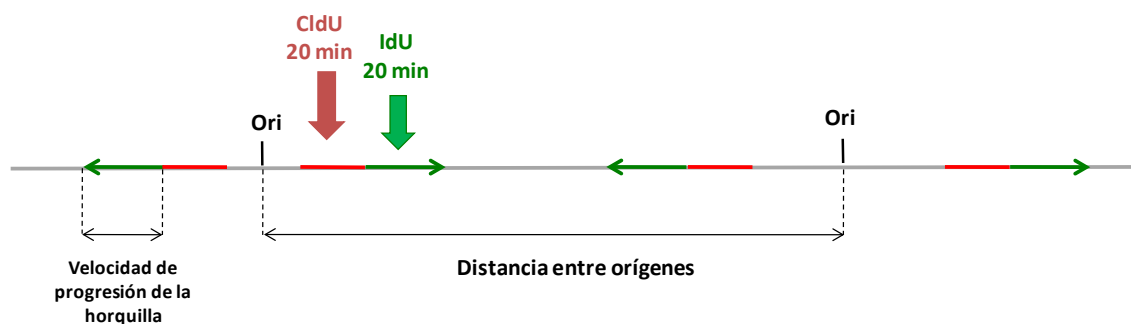 CldU
20 min
IdU
20 min
Ori
Ori
Velocidad de
progresión de la
horquilla
Distancia entre orígenes